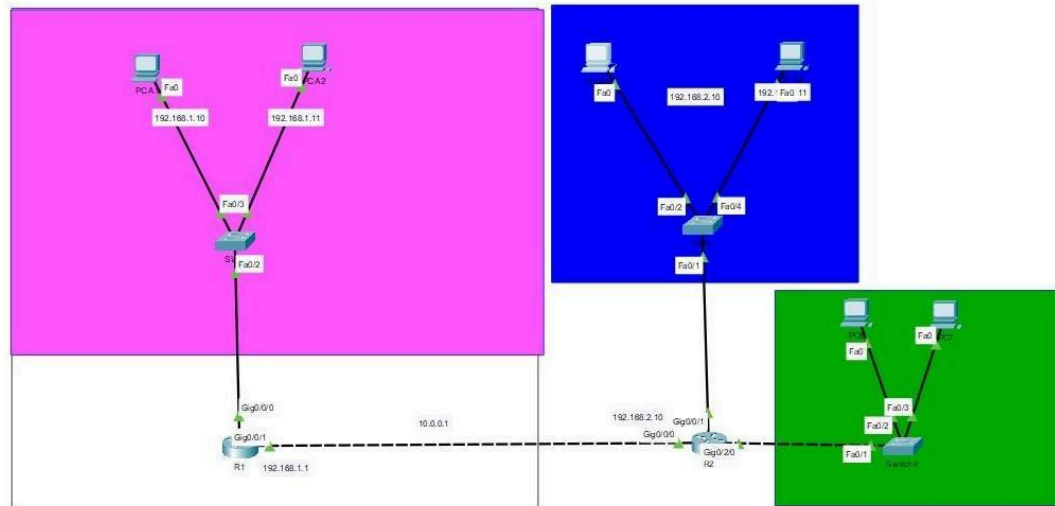 Fa0
PCA
Fa0
CA2
192.168.1.10
192.168.1.11
Fa0/3
Fa0/2
Fa0
192.168.2.10
192.
Fa0
11
Fa0/2
Fa0/4
Fa0/1
Fa0
Fa0
Fa0/3
Fa0/2
Fa0/1
Switch4
Gig0/0/0
Gig0/0/1
R1
192.168.1.1
10.0.0.1
192.168.2.10
Gig0/0/1
Gig0/0/0
Gig0/2/0
R2